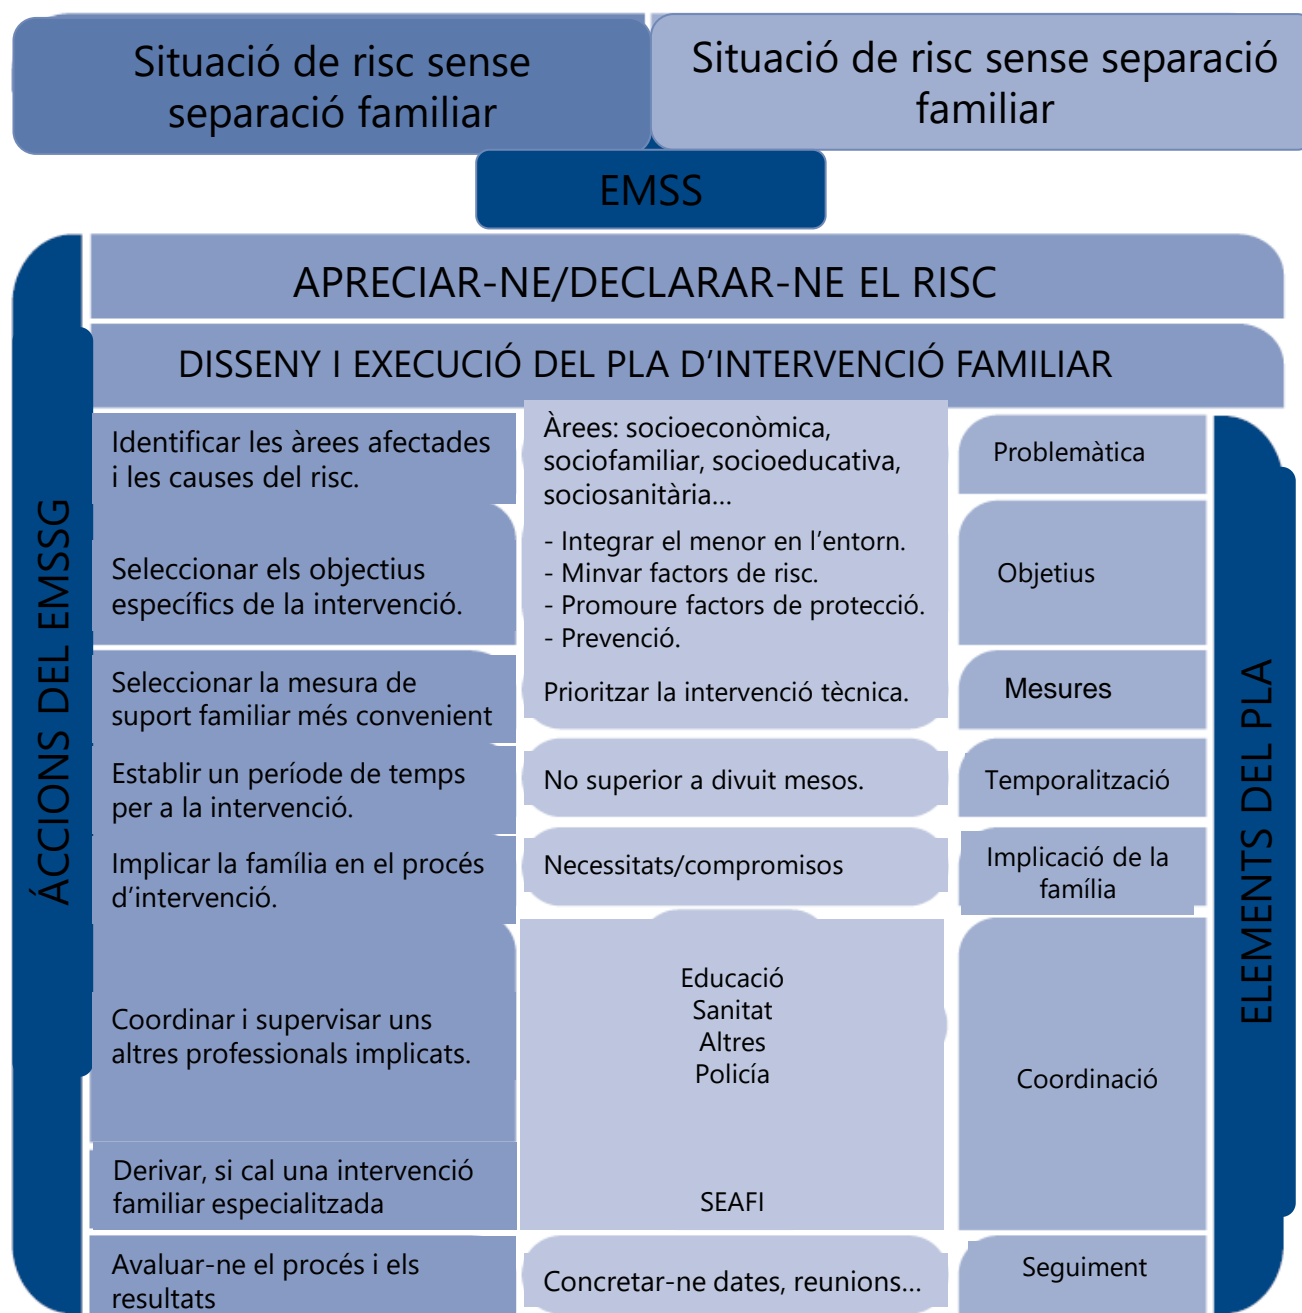 Situació de risc sense
separació familiar
Situació de risc sense separació
familiar
EMSS
APRECIAR-NE/DECLARAR-NE EL RISC
DISSENY I EXECUCIÓ DEL PLA D’INTERVENCIÓ FAMILIAR
ÁCCIONS DEL EMSSG
Identificar les àrees afectades
i les causes del risc.
Àrees: socioeconòmica,
sociofamiliar, socioeducativa,
sociosanitària...
Problemàtica
Seleccionar els objectius
específics de la intervenció.
- Integrar el menor en l’entorn.
- Minvar factors de risc.
- Promoure factors de protecció.
- Prevenció.
Objetius
Seleccionar la mesura de
suport familiar més convenient
Prioritzar la intervenció tècnica.
Mesures
Establir un període de temps
per a la intervenció.
No superior a divuit mesos.
Temporalització
Implicar la família en el procés
d’intervenció.
Necessitats/compromisos
Implicació de la
família
Coordinar i supervisar uns
altres professionals implicats.
Educació
Sanitat
Altres
Policía
Coordinació
Derivar, si cal una intervenció
familiar especialitzada
SEAFI
Avaluar-ne el procés i els
resultats
Concretar-ne dates, reunions...
Seguiment
ELEMENTS DEL PLA